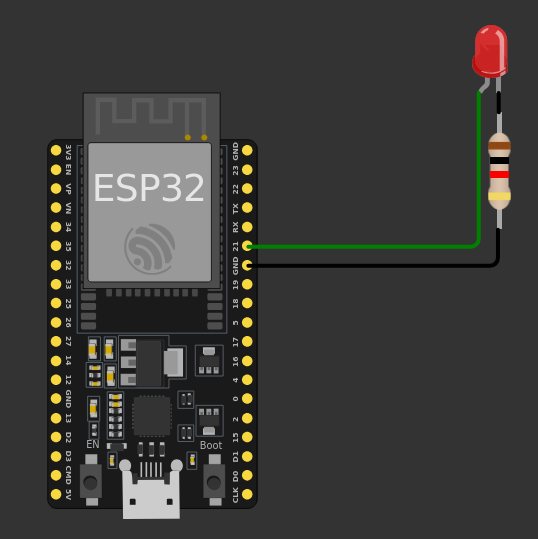 ESP32
3V3
EN
VP
VN
34
35
32
33
25
26
27
14
12
GND
13
D2
D3
CMD
5V
GND
23
22
TX
RX
21
GND
19
18
5
17
16
4
0
2
15
D1
D0
CLK
EN
Boot